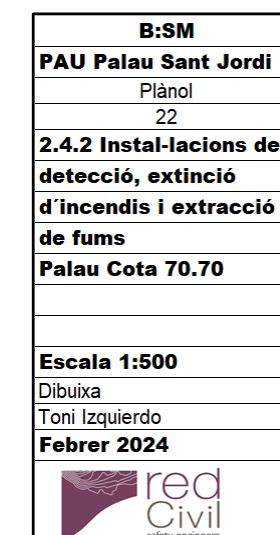 B:SM
PAU Palau Sant Jordi
Plànol
22
2.4.2 Instal-lacions de
detecció, extinció
d´incendis i extracció
de fums
Palau Cota 70.70
Escala 1:500
Dibuixa
Toni Izquierdo
Febrer 2024
red
Civil